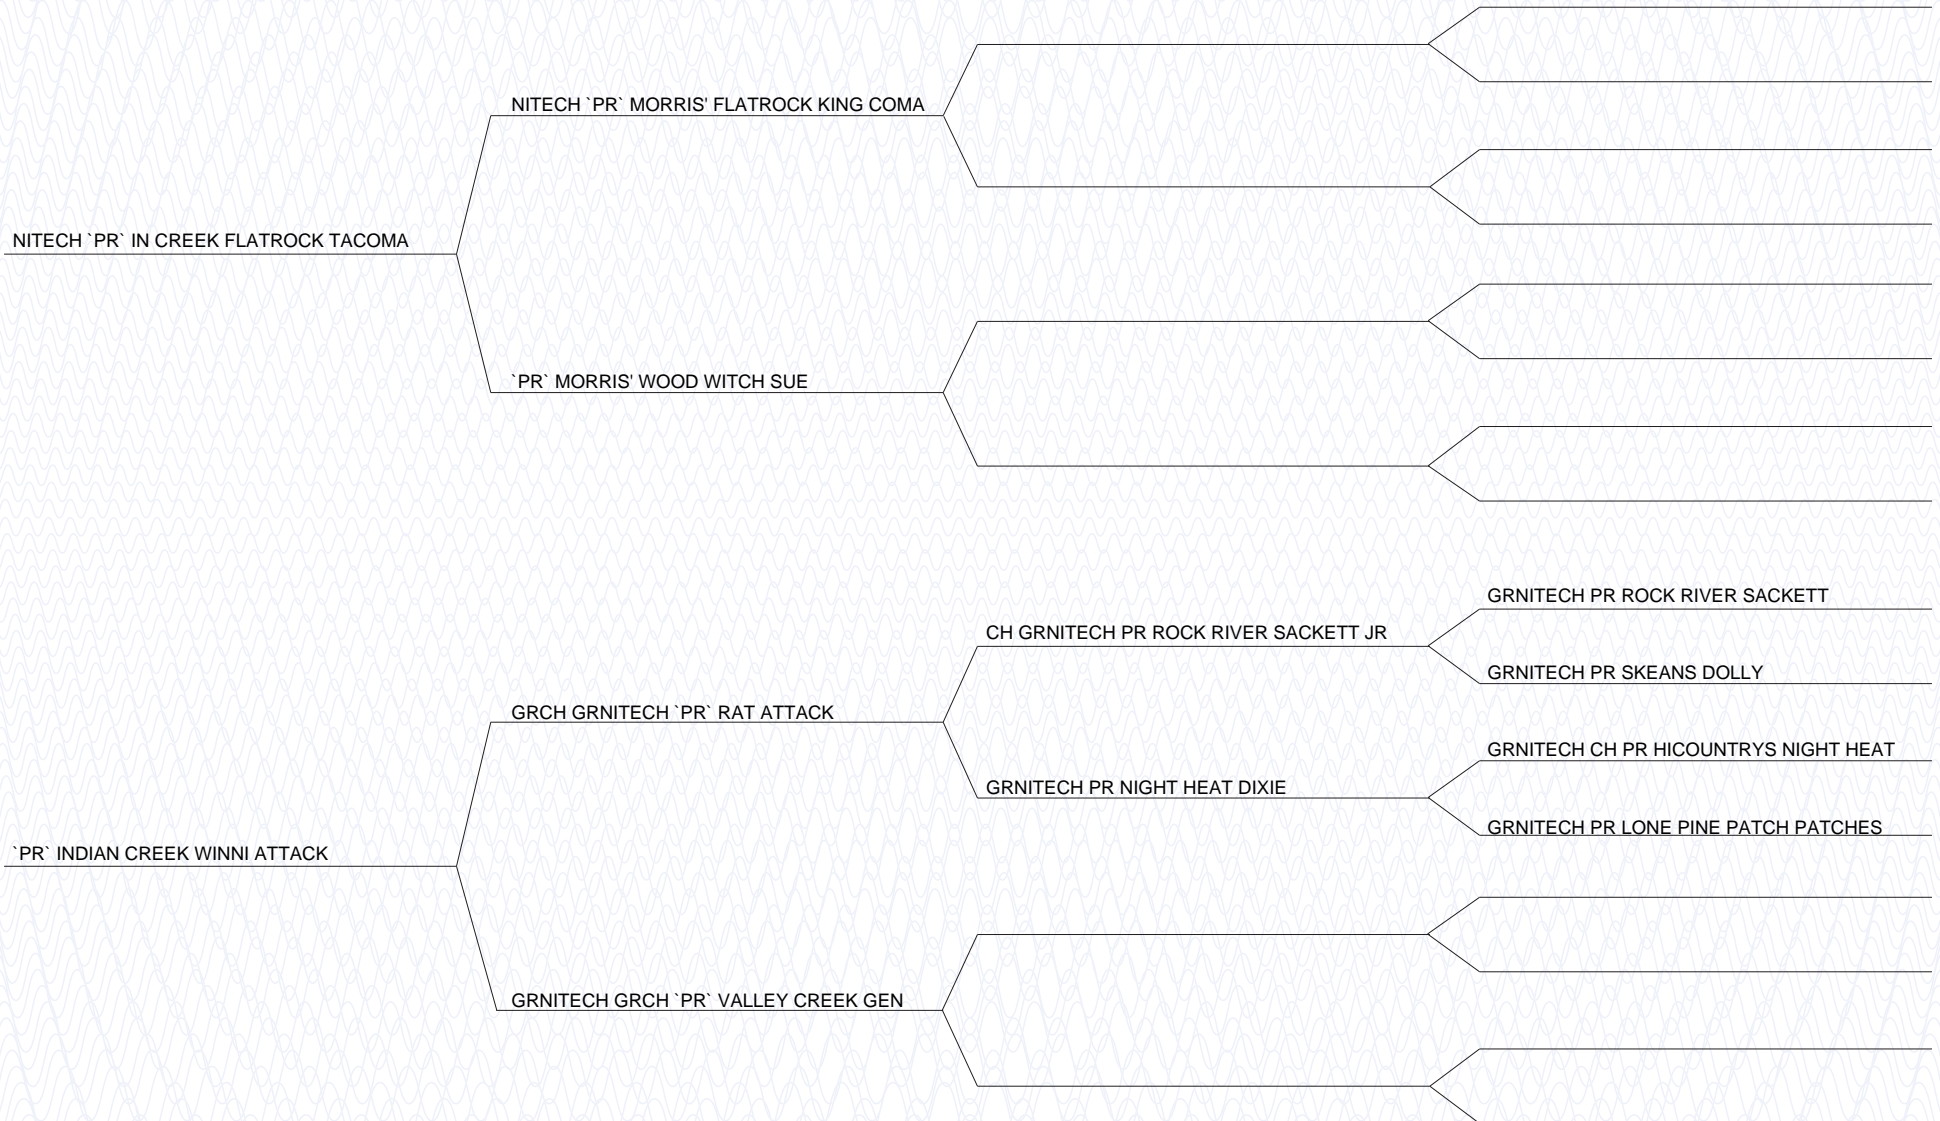 NITECH `PR` MORRIS' FLATROCK KING COMA
NITECH `PR` IN CREEK FLATROCK TACOMA
`PR` MORRIS' WOOD WITCH SUE
GRNITECH PR ROCK RIVER SACKETT
CH GRNITECH PR ROCK RIVER SACKETT JR
GRNITECH PR SKEANS DOLLY
GRCH GRNITECH `PR` RAT ATTACK
GRNITECH CH PR HICOUNTRYS NIGHT HEAT
GRNITECH PR NIGHT HEAT DIXIE
GRNITECH PR LONE PINE PATCH PATCHES
`PR` INDIAN CREEK WINNI ATTACK
GRNITECH GRCH `PR` VALLEY CREEK GEN